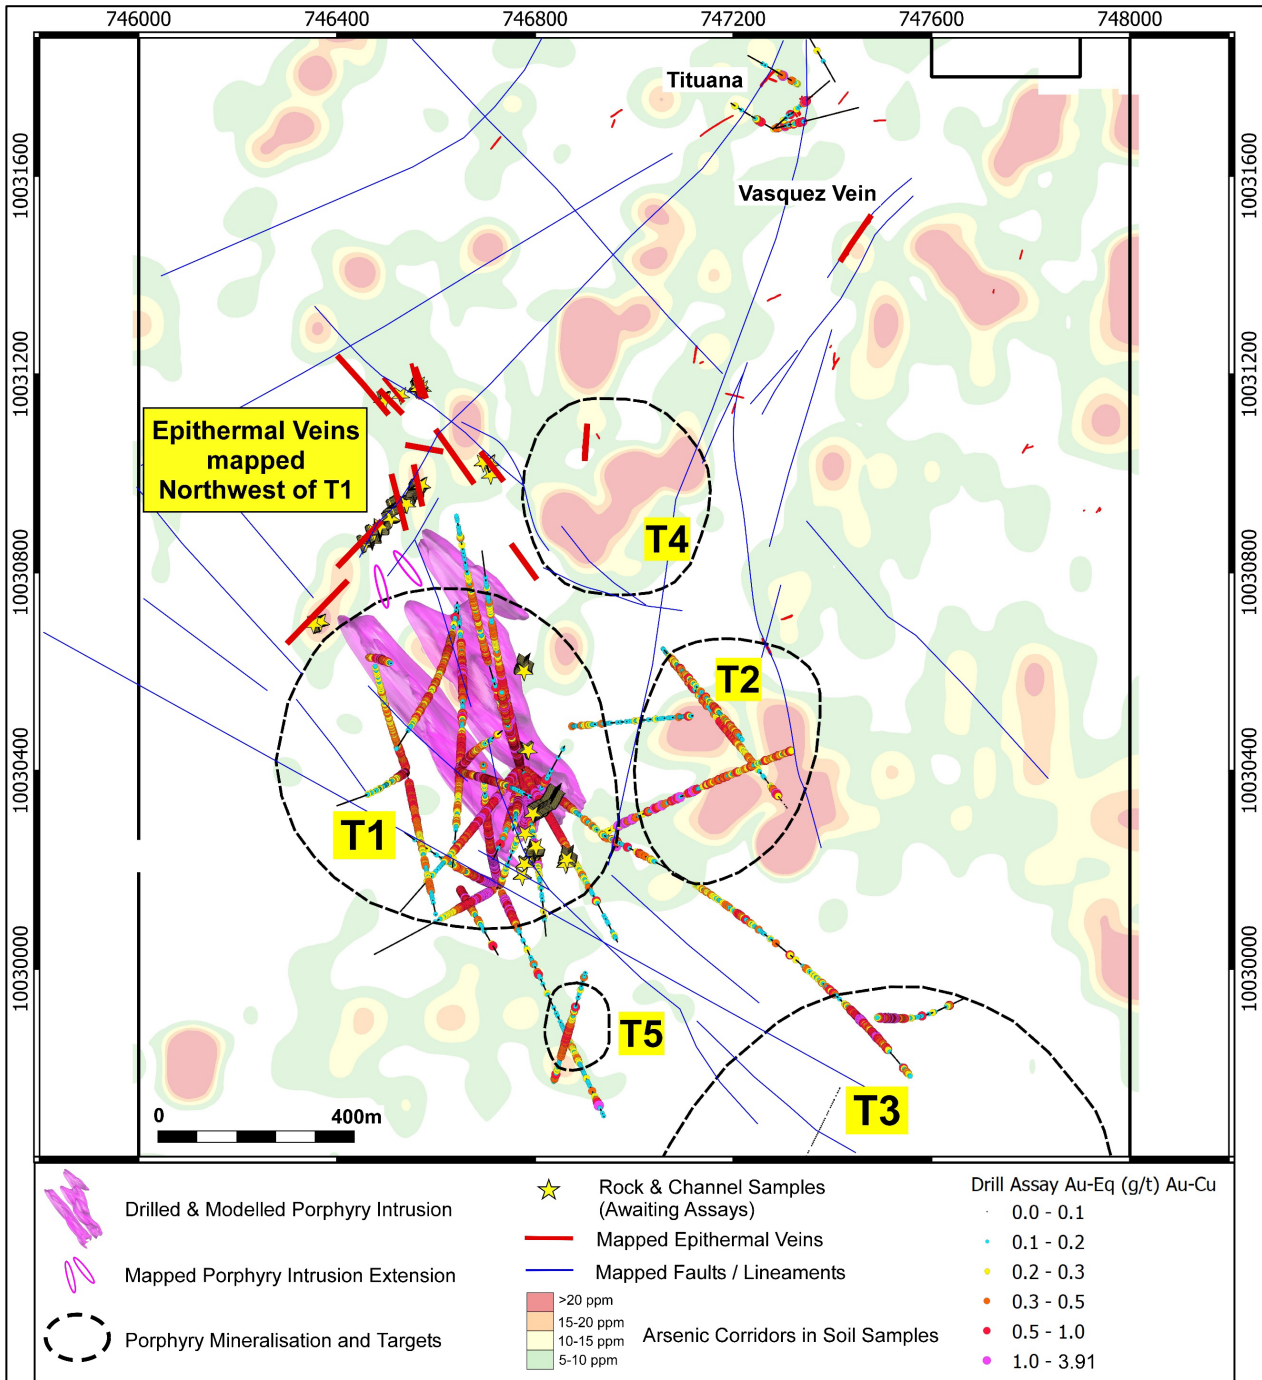 746000 746400 746800 747200 747600 748000
Tituana
10031600 10031600
Vasquez Vein
10031200 10031200
Epithermal Veins
mapped
Northwest of T1
T4
10030800 10030800
T2
10030400 10030400
T1
10030000 10030000
T5
T3
0 400m
Drilled & Modelled Porphyry Intrusion
Mapped Porphyry Intrusion Extension
Porphyry Mineralisation and Targets
Rock & Channel Samples
(Awaiting Assays)
Mapped Epithermal Veins
Mapped Faults / Lineaments
>20 ppm
15-20 ppm
10-15 ppm
5-10 ppm
Arsenic Corridors in Soil Samples
Drill Assay Au-Eq (g/t) Au-Cu
0.0 - 0.1
0.1 - 0.2
0.2 - 0.3
0.3 - 0.5
0.5 - 1.0
1.0 - 3.91